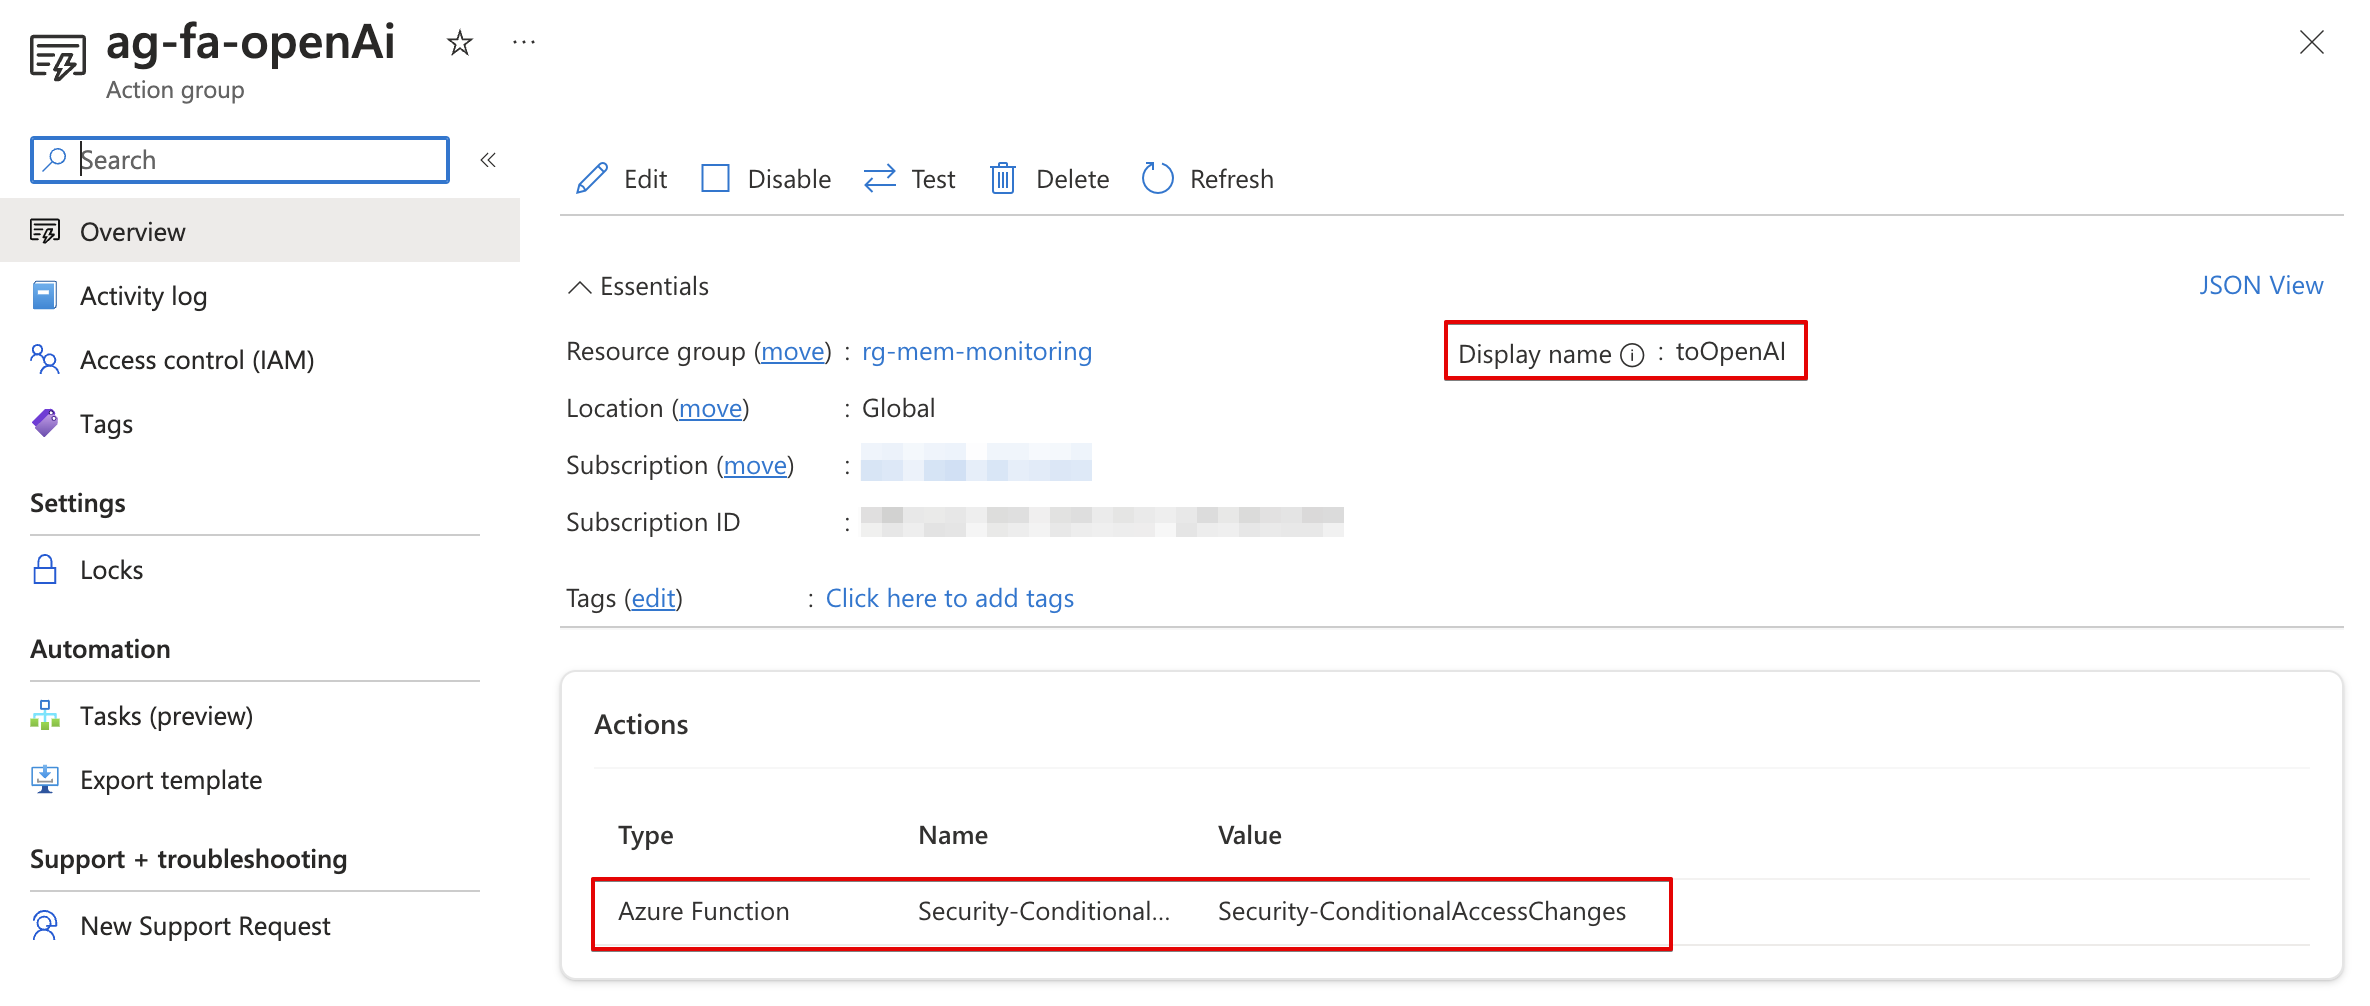 ag-fa-openAi
Action group
Search
Overview
Activity log
Access control (IAM)
Tags
Settings
Locks
Automation
Tasks (preview)
Export template
Support + troubleshooting
New Support Request
Edit Disable Test Delete Refresh
Essentials JSON View
Resource group (move) : rg-mem-monitoring Display name : toOpenAI
Location (move) : Global
Subscription (move) :
Subscription ID :
Tags (edit) : Click here to add tags
Actions
Type Name Value
Azure Function Security-Conditional... Security-ConditionalAccessChanges